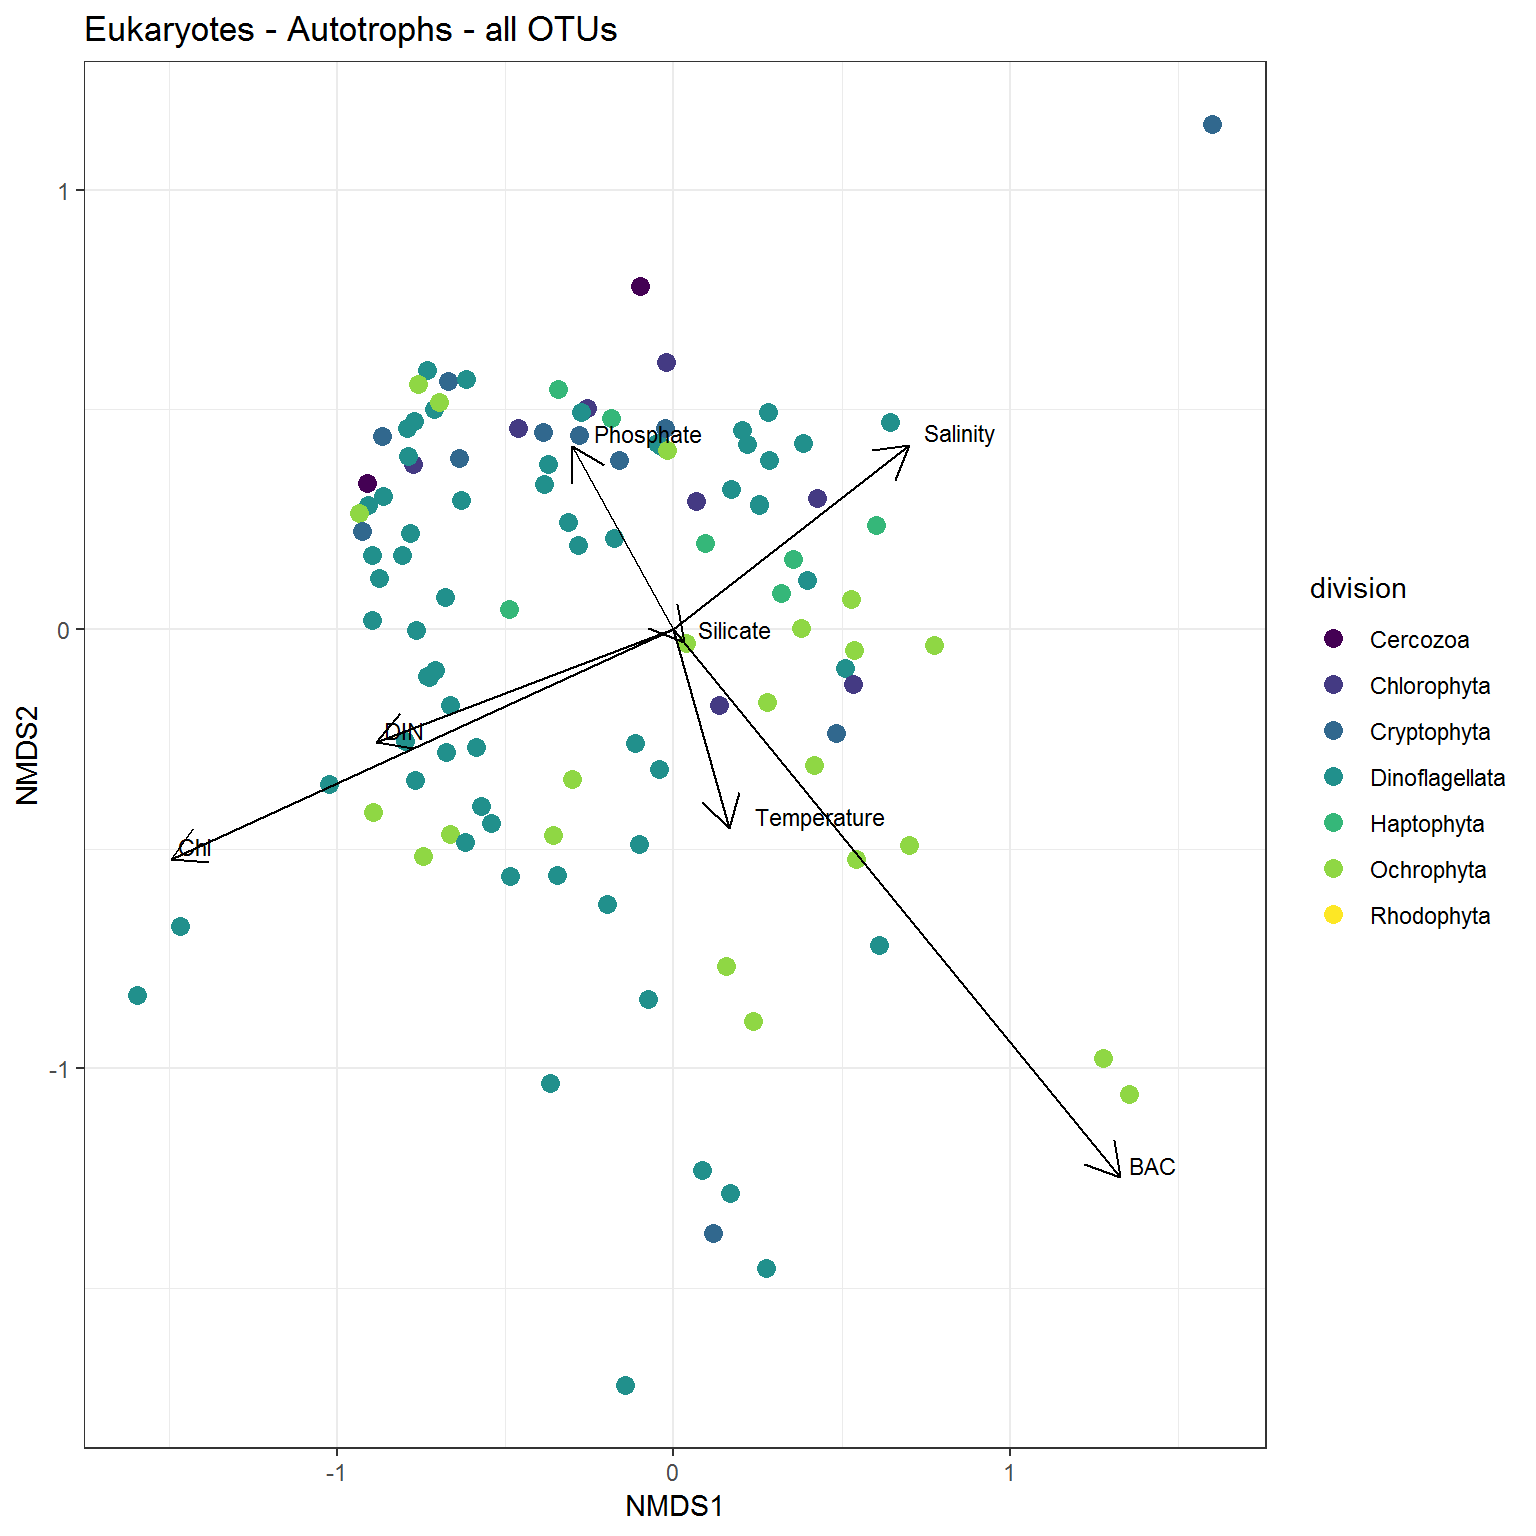 Eukaryotes - Autotrophs - all OTUs
1
0
-1
NMDS2
Phosphate
Salinity
Silicate
DIN
Temperature
Chl
BAC
-1
0
1
NMDS1
division
Cercozoa
Chlorophyta
Cryptophyta
Dinoflagellata
Haptophyta
Ochrophyta
Rhodophyta